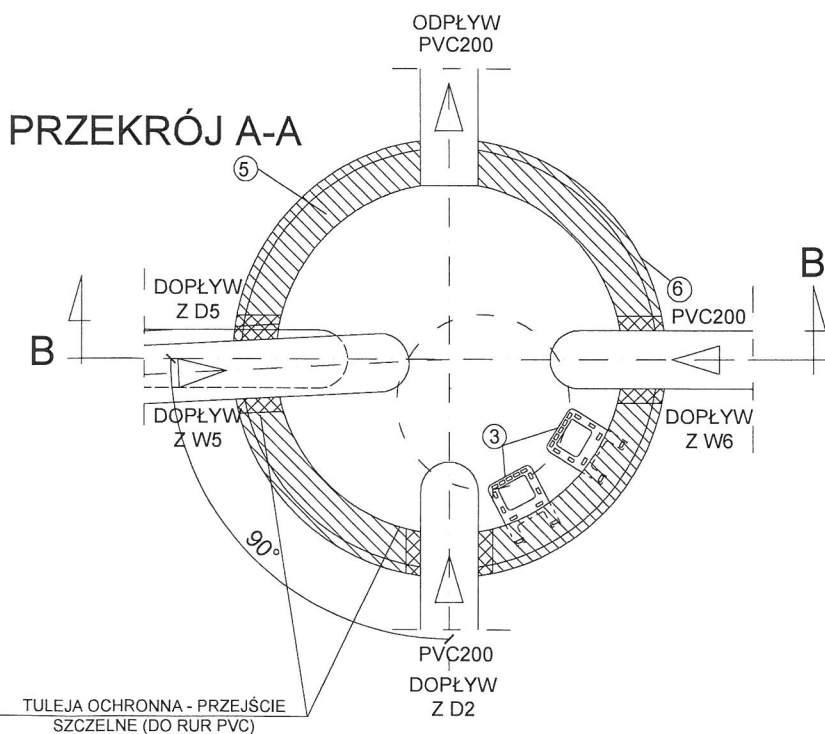 ODPŁYW
PVC200
PRZEKRÓJ A-A
5
6
DOPŁYW
Z D5
PVC200
B
B
DOPŁYW
Z W5
DOPŁYW
Z W6
3
90°
PVC200
DOPŁYW
Z D2
TULEJA OCHRONNA - PRZEJŚCIE
SZCZELNE (DO RUR PVC)